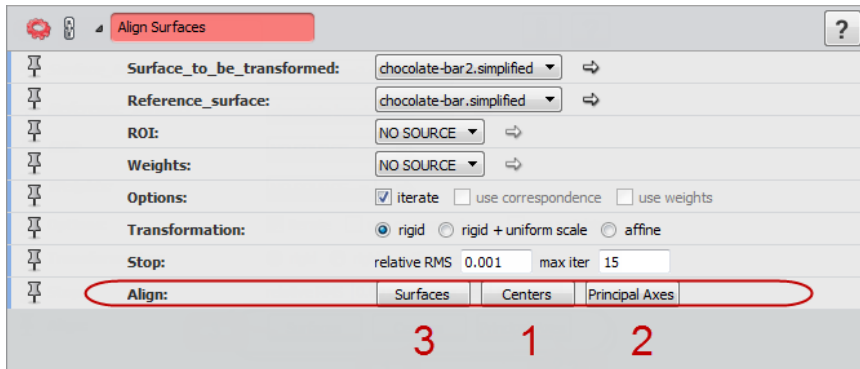 Align Surfaces ?
Surface_to_be_transformed: chocolate-bar2.simplified
Reference_surface: chocolate-bar.simplified
ROI: NO SOURCE
Weights: NO SOURCE
Options: iterate use correspondence use weights
Transformation: rigid rigid + uniform scale affine
Stop: relative RMS 0.001 max iter 15
Align: Surfaces Centers Principal Axes
3 1 2